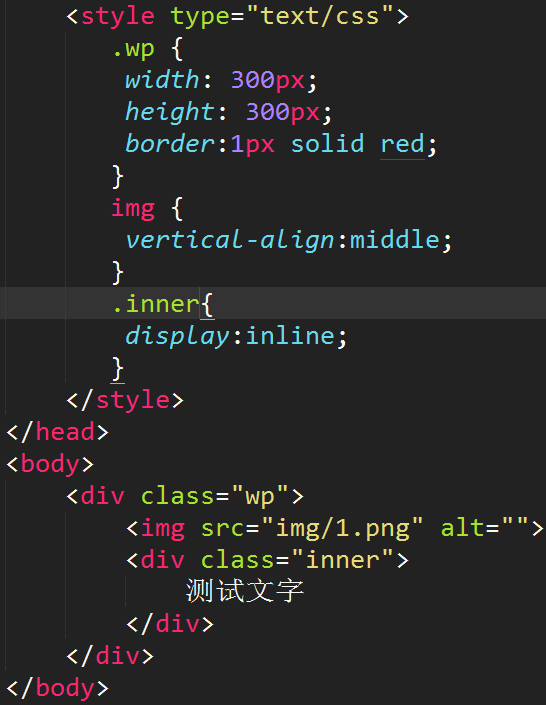 <style type="text/css">
.wp {
width: 300px;
height: 300px;
border:1px solid red;
}
img {
vertical-align:middle;
}
.inner{
display:inline;
}
</style>
</head>
<body>
<div class="wp">
<img src="img/1.png" alt="">
<div class="inner">
测试文字
</div>
</div>
</body>